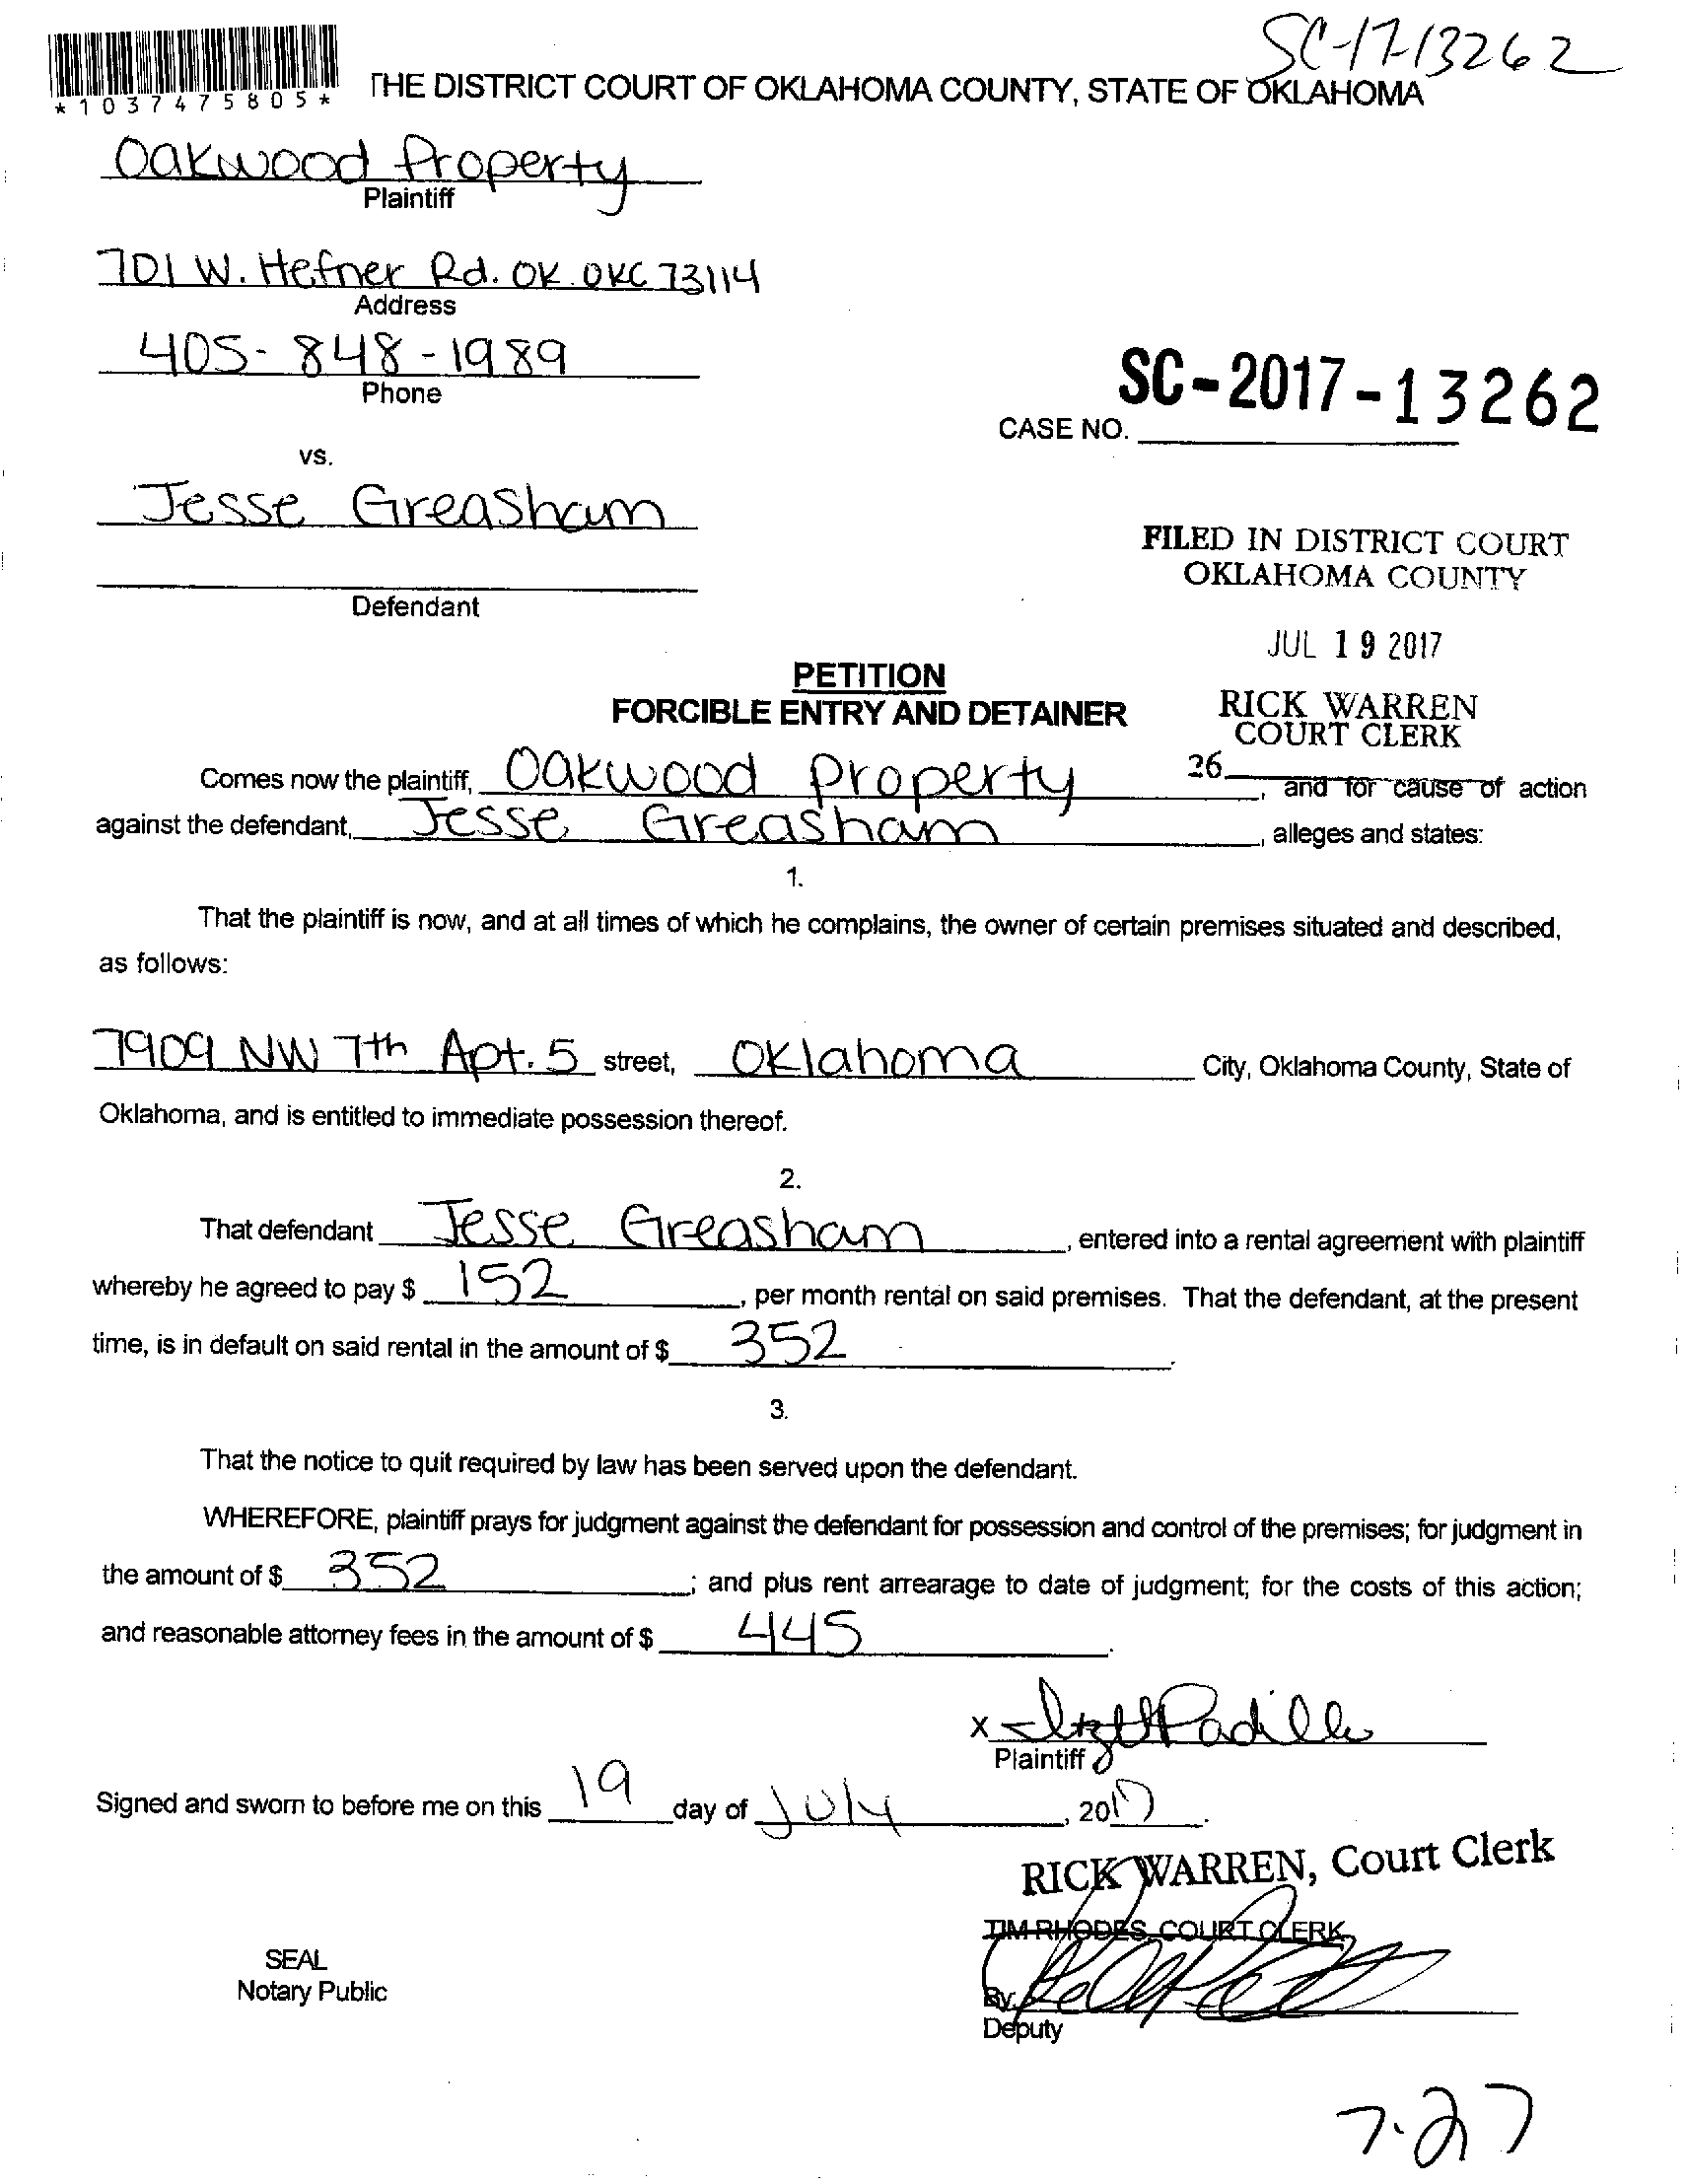 SC-17-13262
*1037475805*
THE DISTRICT COURT OF OKLAHOMA COUNTY, STATE OF OKLAHOMA
Oakwood Property
Plaintiff
701 W. Hefner Rd. OK OKC 73114
Address
405-848-1989
Phone
SC-2017-13262
CASE NO.
vs.
Jesse Greasham
Defendant
FILED IN DISTRICT COURT
OKLAHOMA COUNTY
JUL 19 2017
RICK WARREN
COURT CLERK
26
PETITION
FORCIBLE ENTRY AND DETAINER
Comes now the plaintiff, Oakwood Property, and for cause of action
against the defendant, Jesse Greasham, alleges and states:
1.
That the plaintiff is now, and at all times of which he complains, the owner of certain premises situated and described,
as follows:
7909 NW 7th Apt. 5 street, Oklahoma City, Oklahoma County, State of
Oklahoma, and is entitled to immediate possession thereof.
2.
That defendant Jesse Greasham, entered into a rental agreement with plaintiff
whereby he agreed to pay $ 152, per month rental on said premises. That the defendant, at the present
time, is in default on said rental in the amount of $ 352.
3.
That the notice to quit required by law has been served upon the defendant.
WHEREFORE, plaintiff prays for judgment against the defendant for possession and control of the premises; for judgment in
the amount of $ 352; and plus rent arrearage to date of judgment; for the costs of this action;
and reasonable attorney fees in the amount of $ 445.
x Padilla
Plaintiff
Signed and sworn to before me on this 19 day of July, 2017.
RICK WARREN, Court Clerk
TIM RHODES, COURT CLERK
SEAL
Notary Public
By
Deputy
7-27